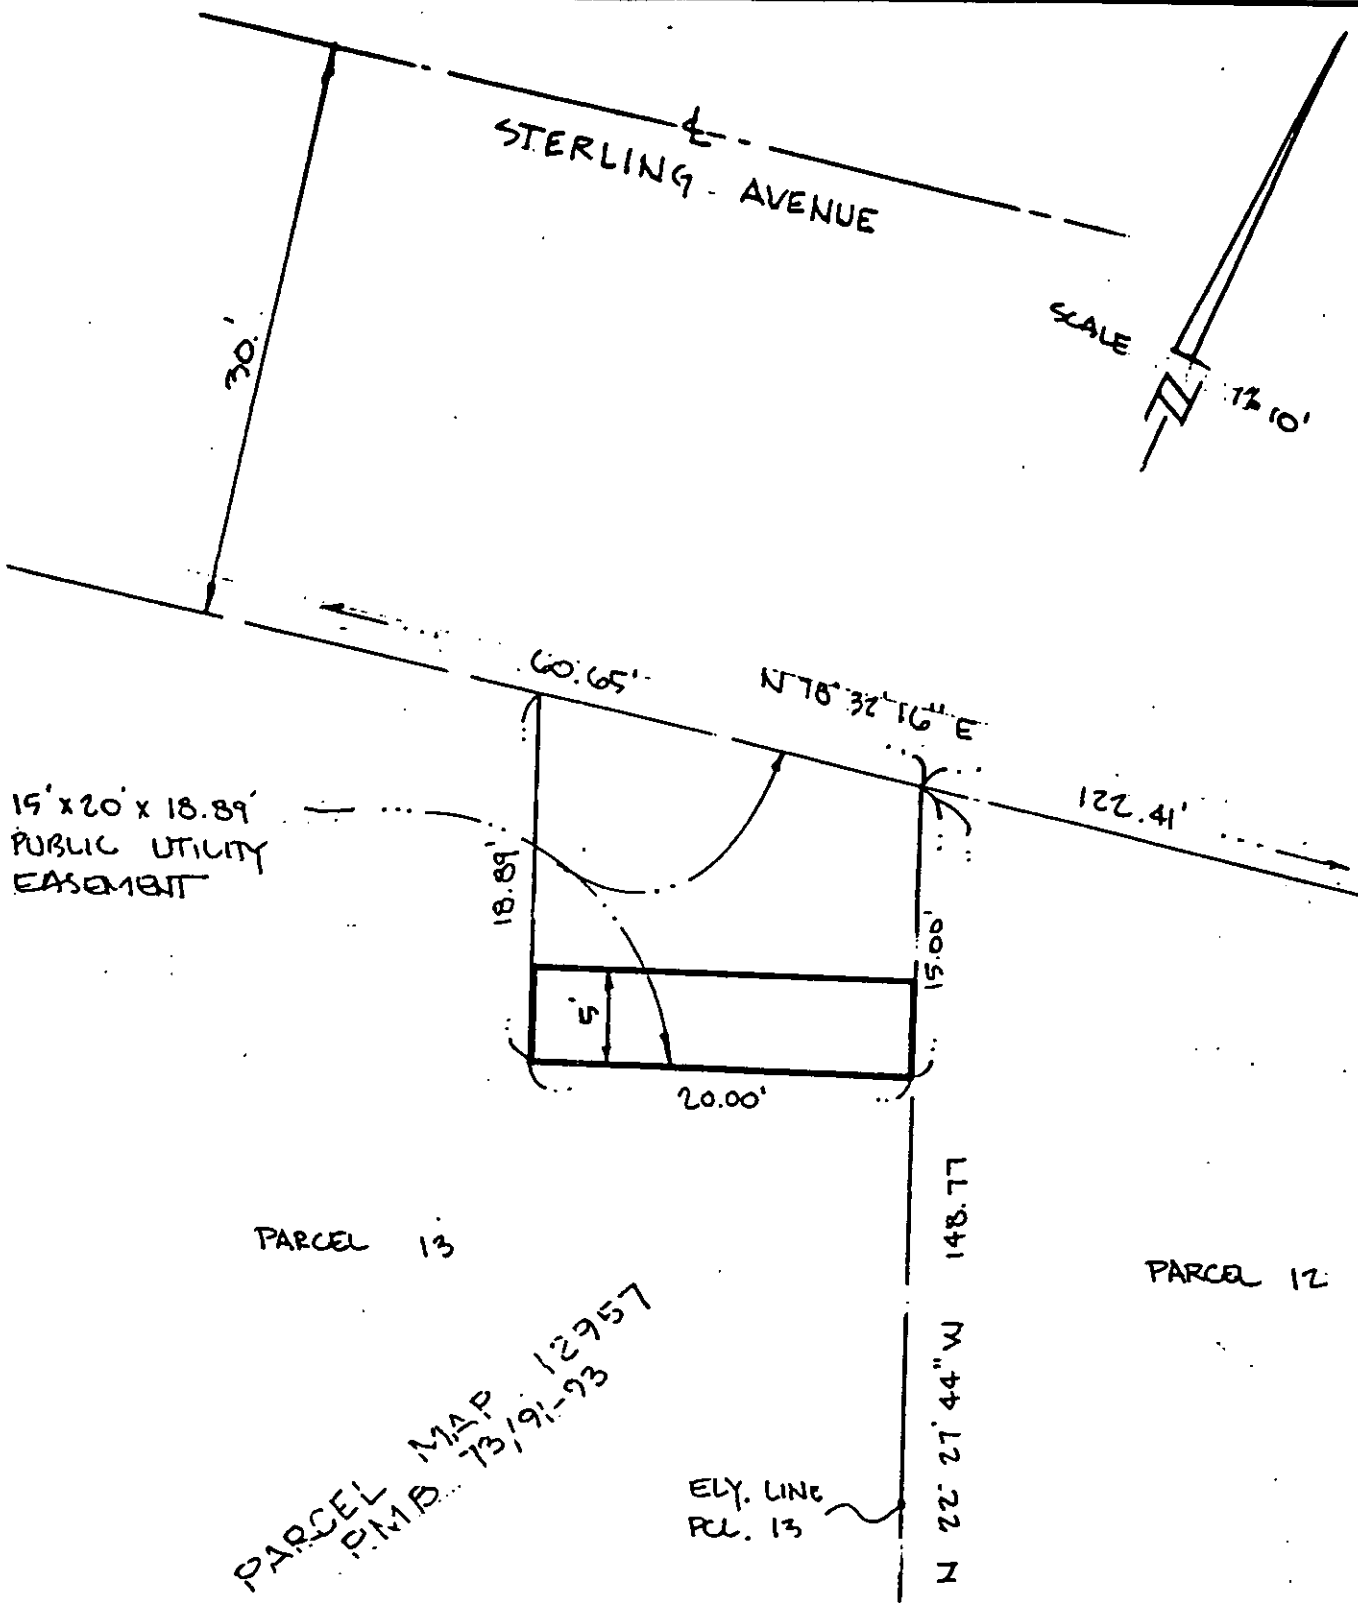 ℄
STERLING AVENUE
SCALE
1"= 10'
30.'
60.65'
N 78° 32' 16" E
122.41'
15' x 20' x 18.89'
PUBLIC UTILITY
EASEMENT
18.89'
15.00'
5'
20.00'
PARCEL 13
PARCEL 12
N 22° 27' 44" W 148.77
PARCEL MAP 12957
P.M.B. 73/91-93
ELY. LINE
PCL. 13